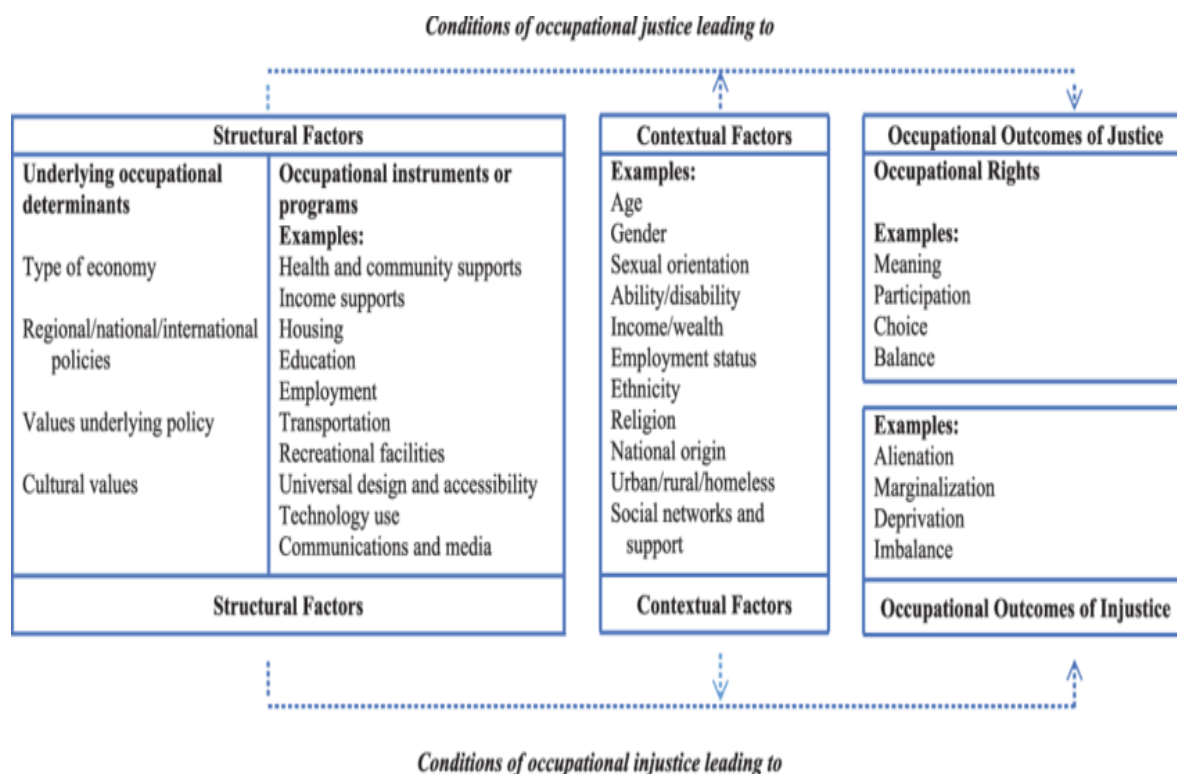 Conditions of occupational justice leading to
Structural Factors
Underlying occupational
determinants
Type of economy
Regional/national/international
policies
Values underlying policy
Cultural values
Occupational instruments or
programs
Examples:
Health and community supports
Income supports
Housing
Education
Employment
Transportation
Recreational facilities
Universal design and accessibility
Technology use
Communications and media
Structural Factors
Contextual Factors
Examples:
Age
Gender
Sexual orientation
Ability/disability
Income/wealth
Employment status
Ethnicity
Religion
National origin
Urban/rural/homeless
Social networks and
support
Contextual Factors
Occupational Outcomes of Justice
Occupational Rights
Examples:
Meaning
Participation
Choice
Balance
Examples:
Alienation
Marginalization
Deprivation
Imbalance
Occupational Outcomes of Injustice
Conditions of occupational injustice leading to